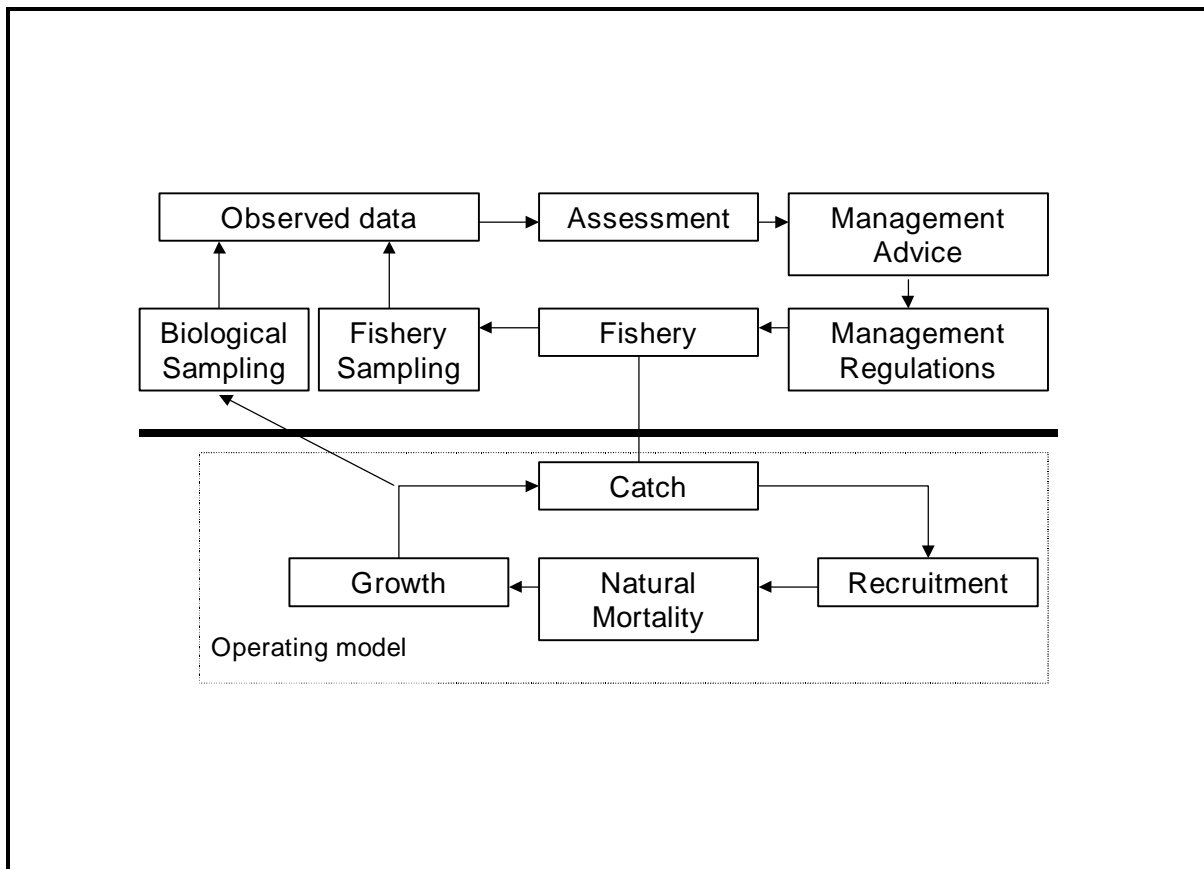 Observed data
Assessment
Management
Advice
Biological
Sampling
Fishery
Sampling
Fishery
Management
Regulations
Catch
Growth
Natural
Mortality
Recruitment
Operating model